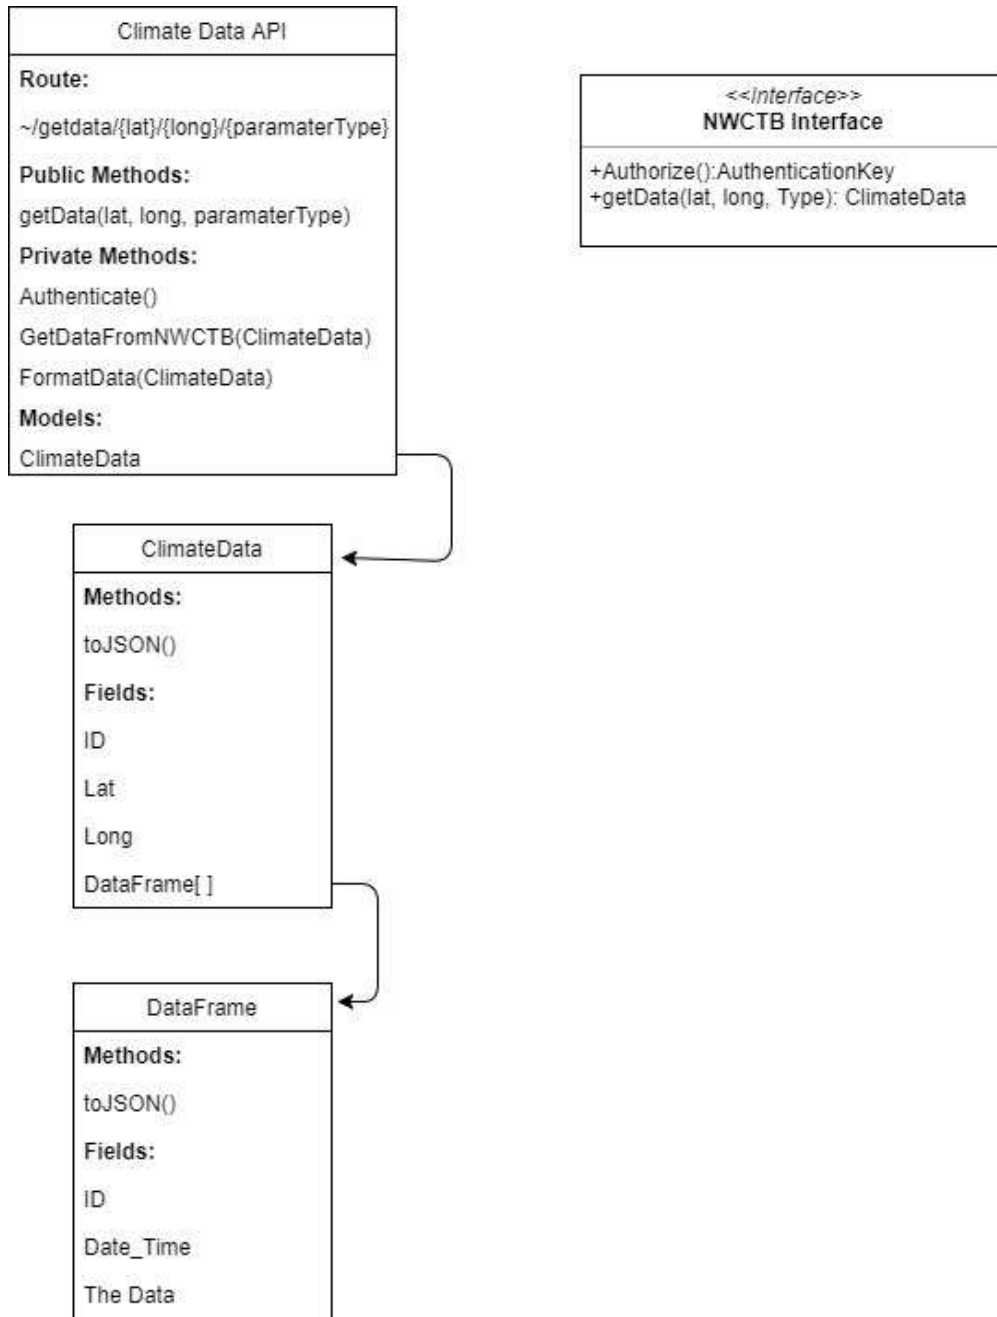 Climate Data API
Route:
~/getdata/{lat}/{long}/{paramaterType}
Public Methods:
getData(lat, long, paramaterType)
Private Methods:
Authenticate()
GetDataFromNWCTB(ClimateData)
FormatData(ClimateData)
Models:
ClimateData
<<Interface>>
NWCTB Interface
+Authorize():AuthenticationKey
+getData(lat, long, Type): ClimateData
ClimateData
Methods:
toJSON()
Fields:
ID
Lat
Long
DataFrame[ ]
DataFrame
Methods:
toJSON()
Fields:
ID
Date_Time
The Data